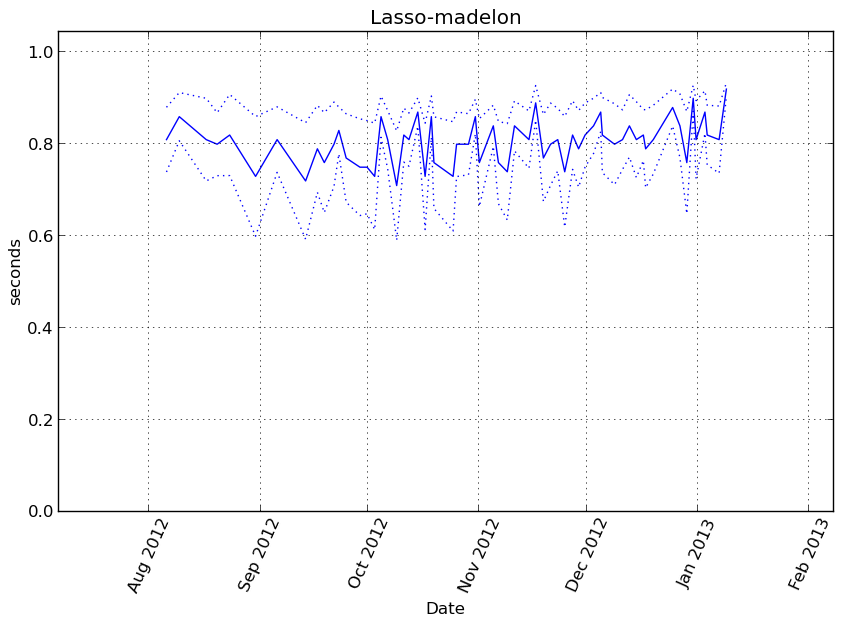 Lasso-madelon
1.0
0.8
0.6
0.4
0.2
0.0
seconds
Aug 2012
Sep 2012
Oct 2012
Nov 2012
Dec 2012
Jan 2013
Feb 2013
Date